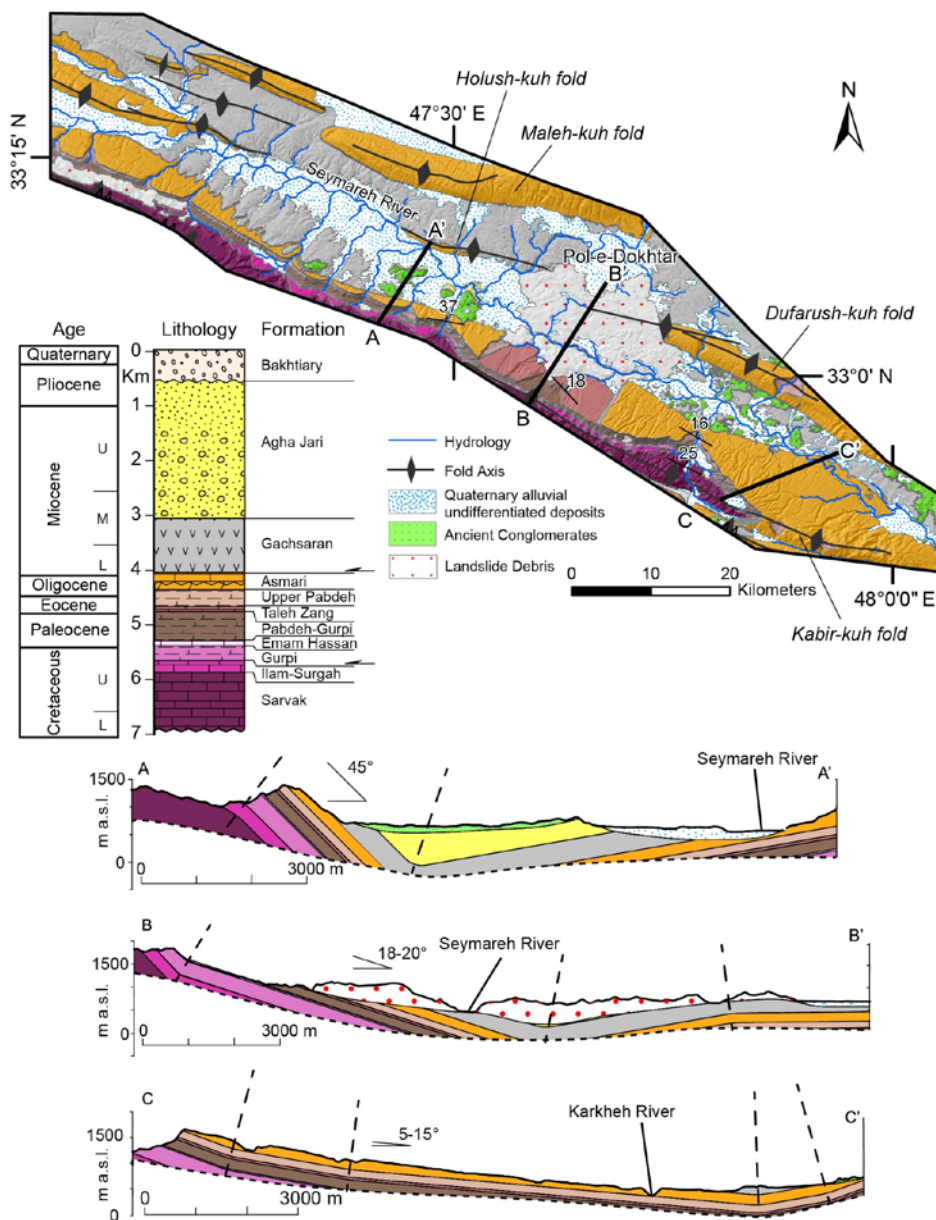 Holush-kuh fold
47°30' E
Maleh-kuh fold
N
33°15' N
Seymareh River
A'
Pol-e-Dokhtar
B'
Dufarush-kuh fold
37
A
33°0' N
18
B
16
25
C'
C
48°0'0" E
Kabir-kuh fold
0 10 20
Kilometers
Age Lithology Formation
Quaternary
Pliocene
Miocene
U
M
L
Oligocene
Eocene
Paleocene
Cretaceous
U
L
0
Km
1
2
3
4
5
6
7
Bakhtiary
Agha Jari
Gachsaran
Asmari
Upper Pabdeh
Taleh Zang
Pabdeh-Gurpi
Emam Hassan
Gurpi
Ilam-Surgah
Sarvak
Hydrology
Fold Axis
Quaternary alluvial
undifferentiated deposits
Ancient Conglomerates
Landslide Debris
A
1500
m a.s.l.
0
45°
Seymareh River
A'
0 3000 m
B
1500
m a.s.l.
0
Seymareh River
18-20°
B'
0 3000 m
C
1500
m a.s.l.
0
5-15°
Karkheh River
C'
0 3000 m